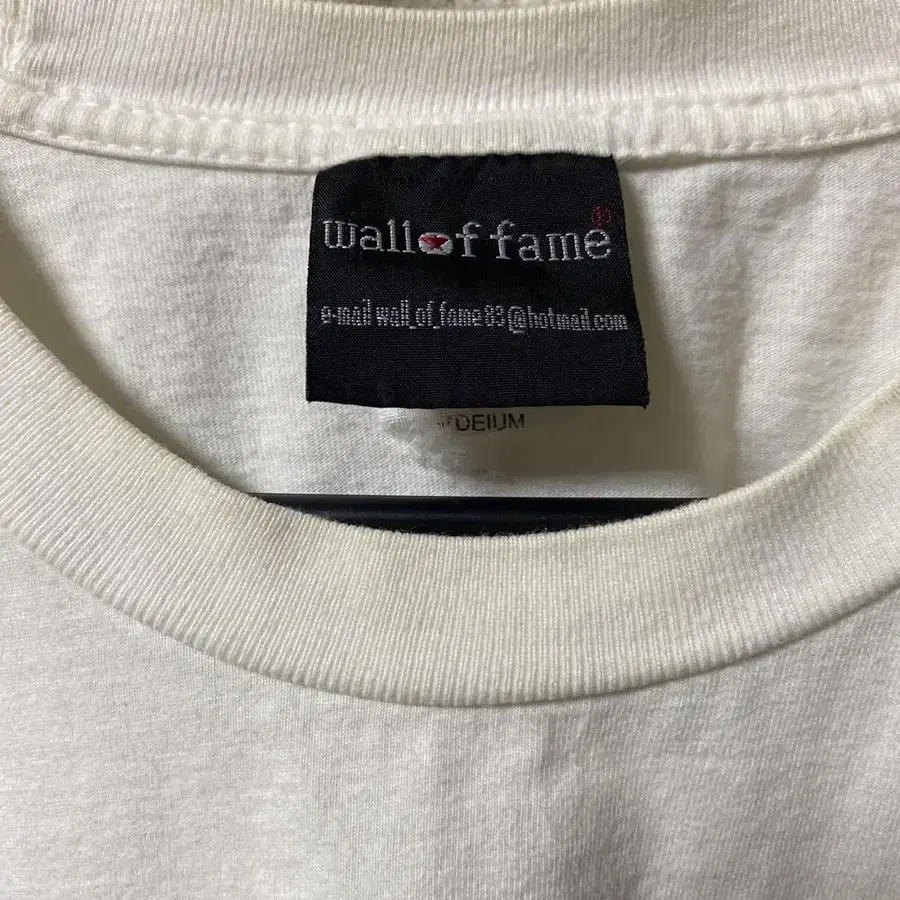 wall of fame ®
e-mail wall_of_fame83@hotmail.com
DEIUM